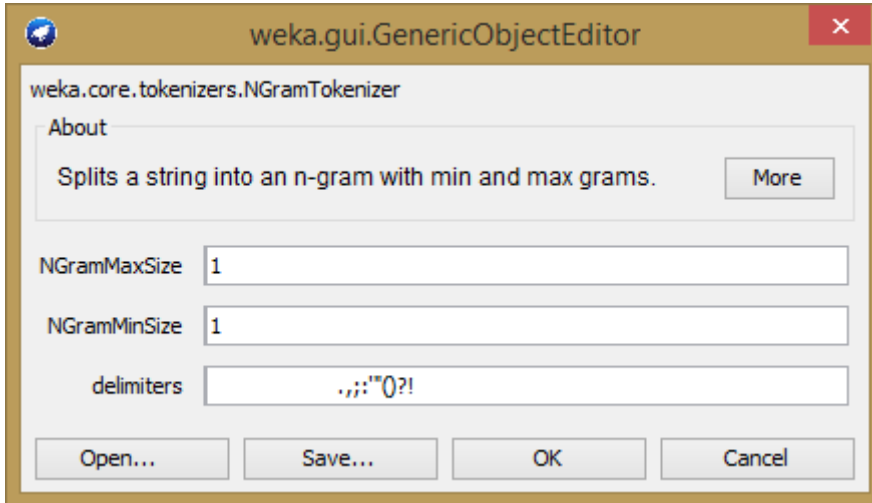 weka.gui.GenericObjectEditor
weka.core.tokenizers.NGramTokenizer
About
Splits a string into an n-gram with min and max grams. More
NGramMaxSize 1
NGramMinSize 1
delimiters .,;:'"()?!
Open... Save... OK Cancel